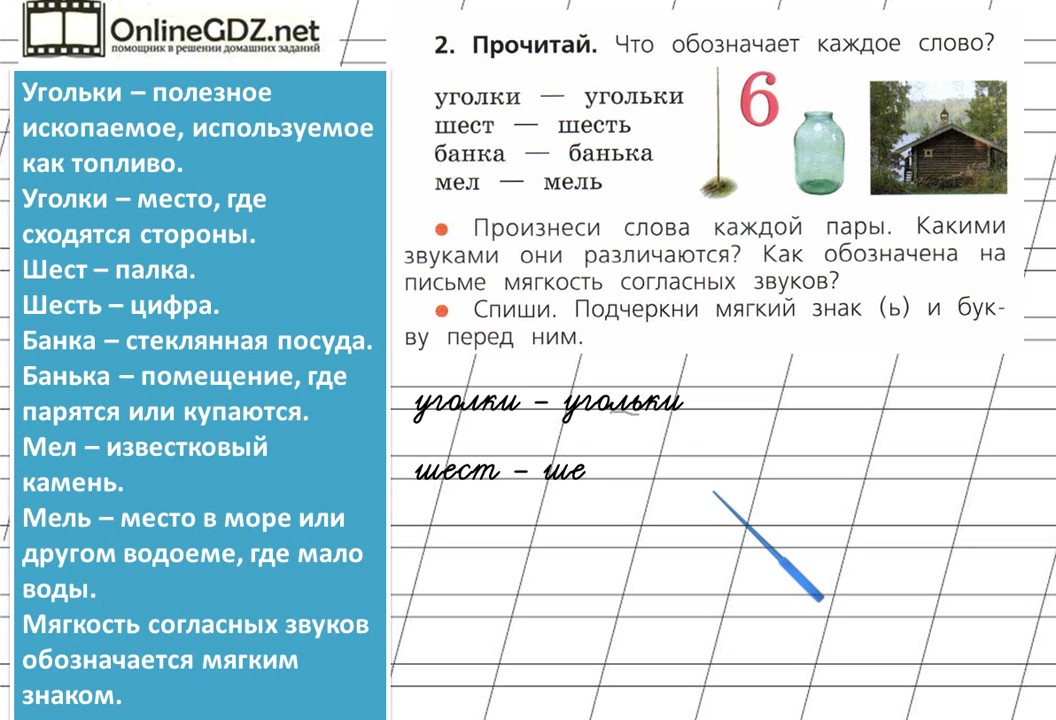 OnlineGDZ.net
помощник в решении домашних заданий
Угольки – полезное
ископаемое, используемое
как топливо.
Уголки – место, где
сходятся стороны.
Шест – палка.
Шесть – цифра.
Банка – стеклянная посуда.
Банька – помещение, где
парятся или купаются.
Мел – известковый
камень.
Мель – место в море или
другом водоеме, где мало
воды.
Мягкость согласных звуков
обозначается мягким
знаком.
2. Прочитай. Что обозначает каждое слово?
уголки — угольки
шест — шесть
банка — банька
мел — мель
6
Произнеси слова каждой пары. Какими
звуками они различаются? Как обозначена на
письме мягкость согласных звуков?
Спиши. Подчеркни мягкий знак (ь) и бук-
ву перед ним.
уголки – угольки
шест – ше